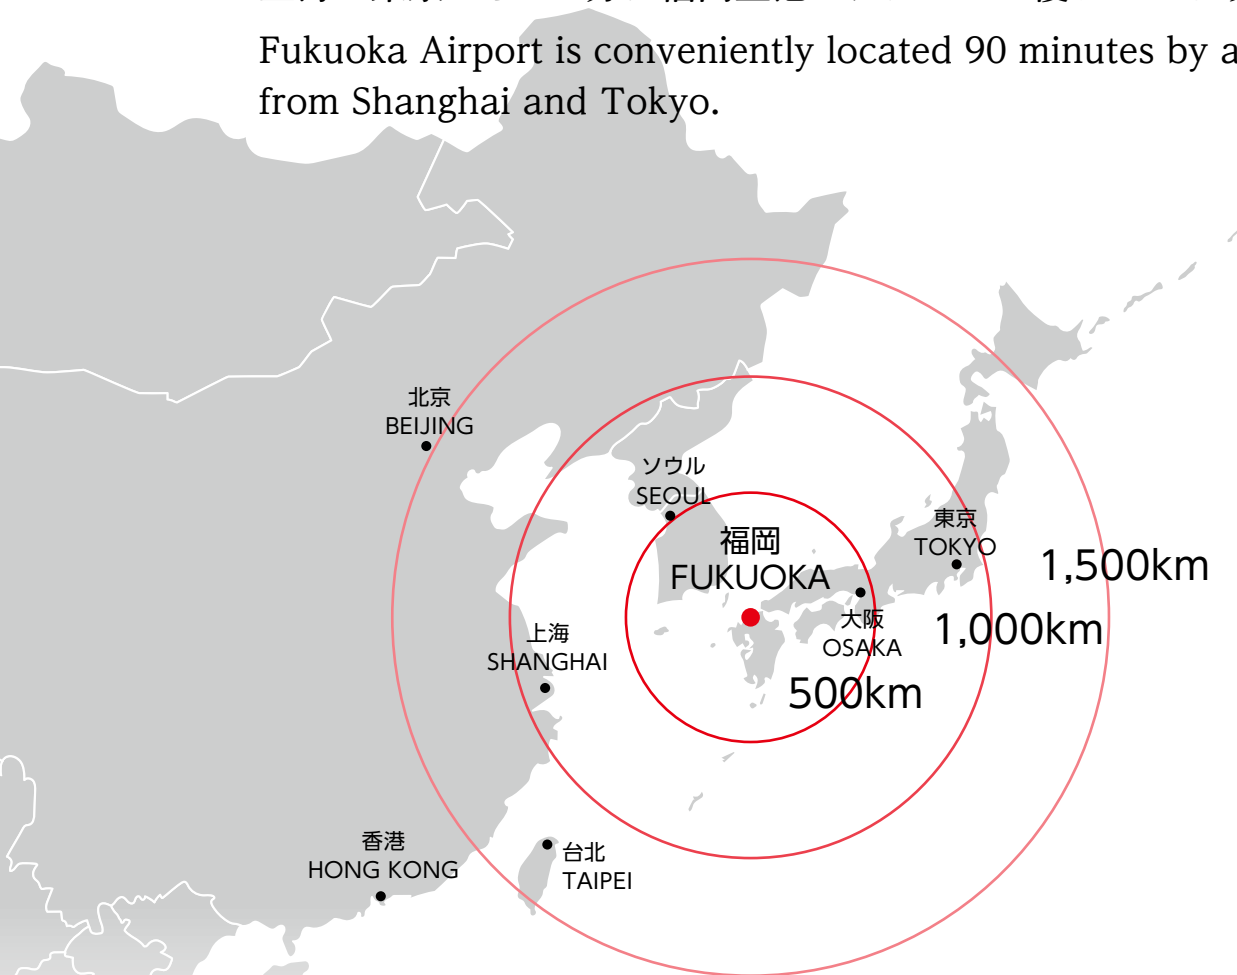 Fukuoka Airport is conveniently located 90 minutes by a
from Shanghai and Tokyo.
北京
BEIJING
ソウル
SEOUL
東京
TOKYO
福岡
FUKUOKA
1,500km
大阪
OSAKA
1,000km
上海
SHANGHAI
500km
香港
HONG KONG
台北
TAIPEI